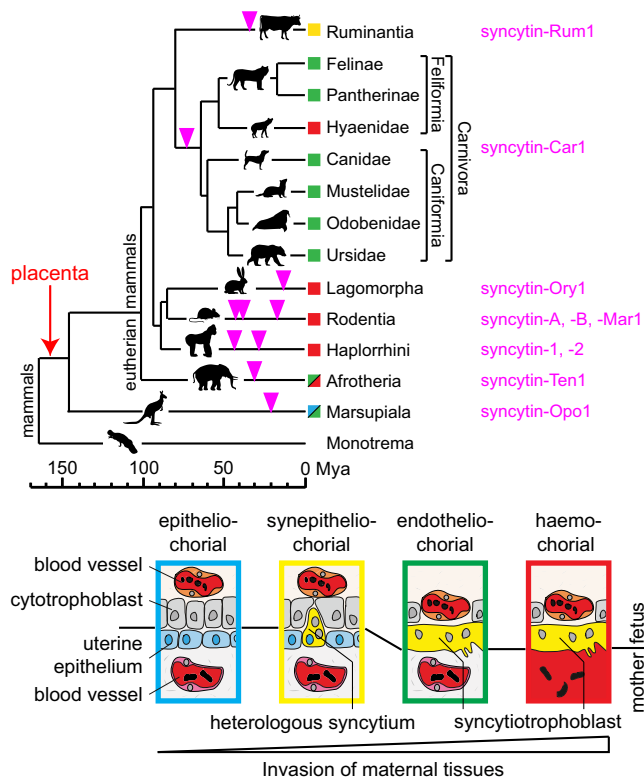 Ruminantia syncytin-Rum1
Felinae
Pantherinae
Hyaenidae
Feliformia
Canidae
syncytin-Car1
Mustelidae
Odobenidae
Ursidae
Caniformia
Carnivora
placenta
mammals
eutherian mammals
Lagomorpha syncytin-Ory1
Rodentia syncytin-A, -B, -Mar1
Haplorrhini syncytin-1, -2
Afrotheria syncytin-Ten1
Marsupiala syncytin-Opo1
Monotrema
150 100 50 0 Mya
epithelio-
chorial
synepithelio-
chorial
endothelio-
chorial
haemo-
chorial
blood vessel
cytotrophoblast
uterine
epithelium
blood vessel
mother fetus
heterologous syncytium
syncytiotrophoblast
Invasion of maternal tissues